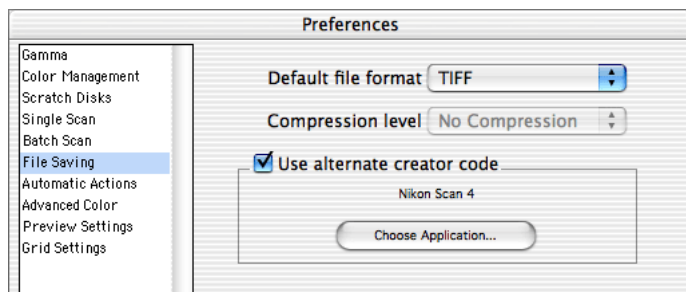 Preferences
Gamma
Color Management
Scratch Disks
Single Scan
Batch Scan
File Saving
Automatic Actions
Advanced Color
Preview Settings
Grid Settings
Default file format TIFF
Compression level No Compression
Use alternate creator code
Nikon Scan 4
Choose Application...